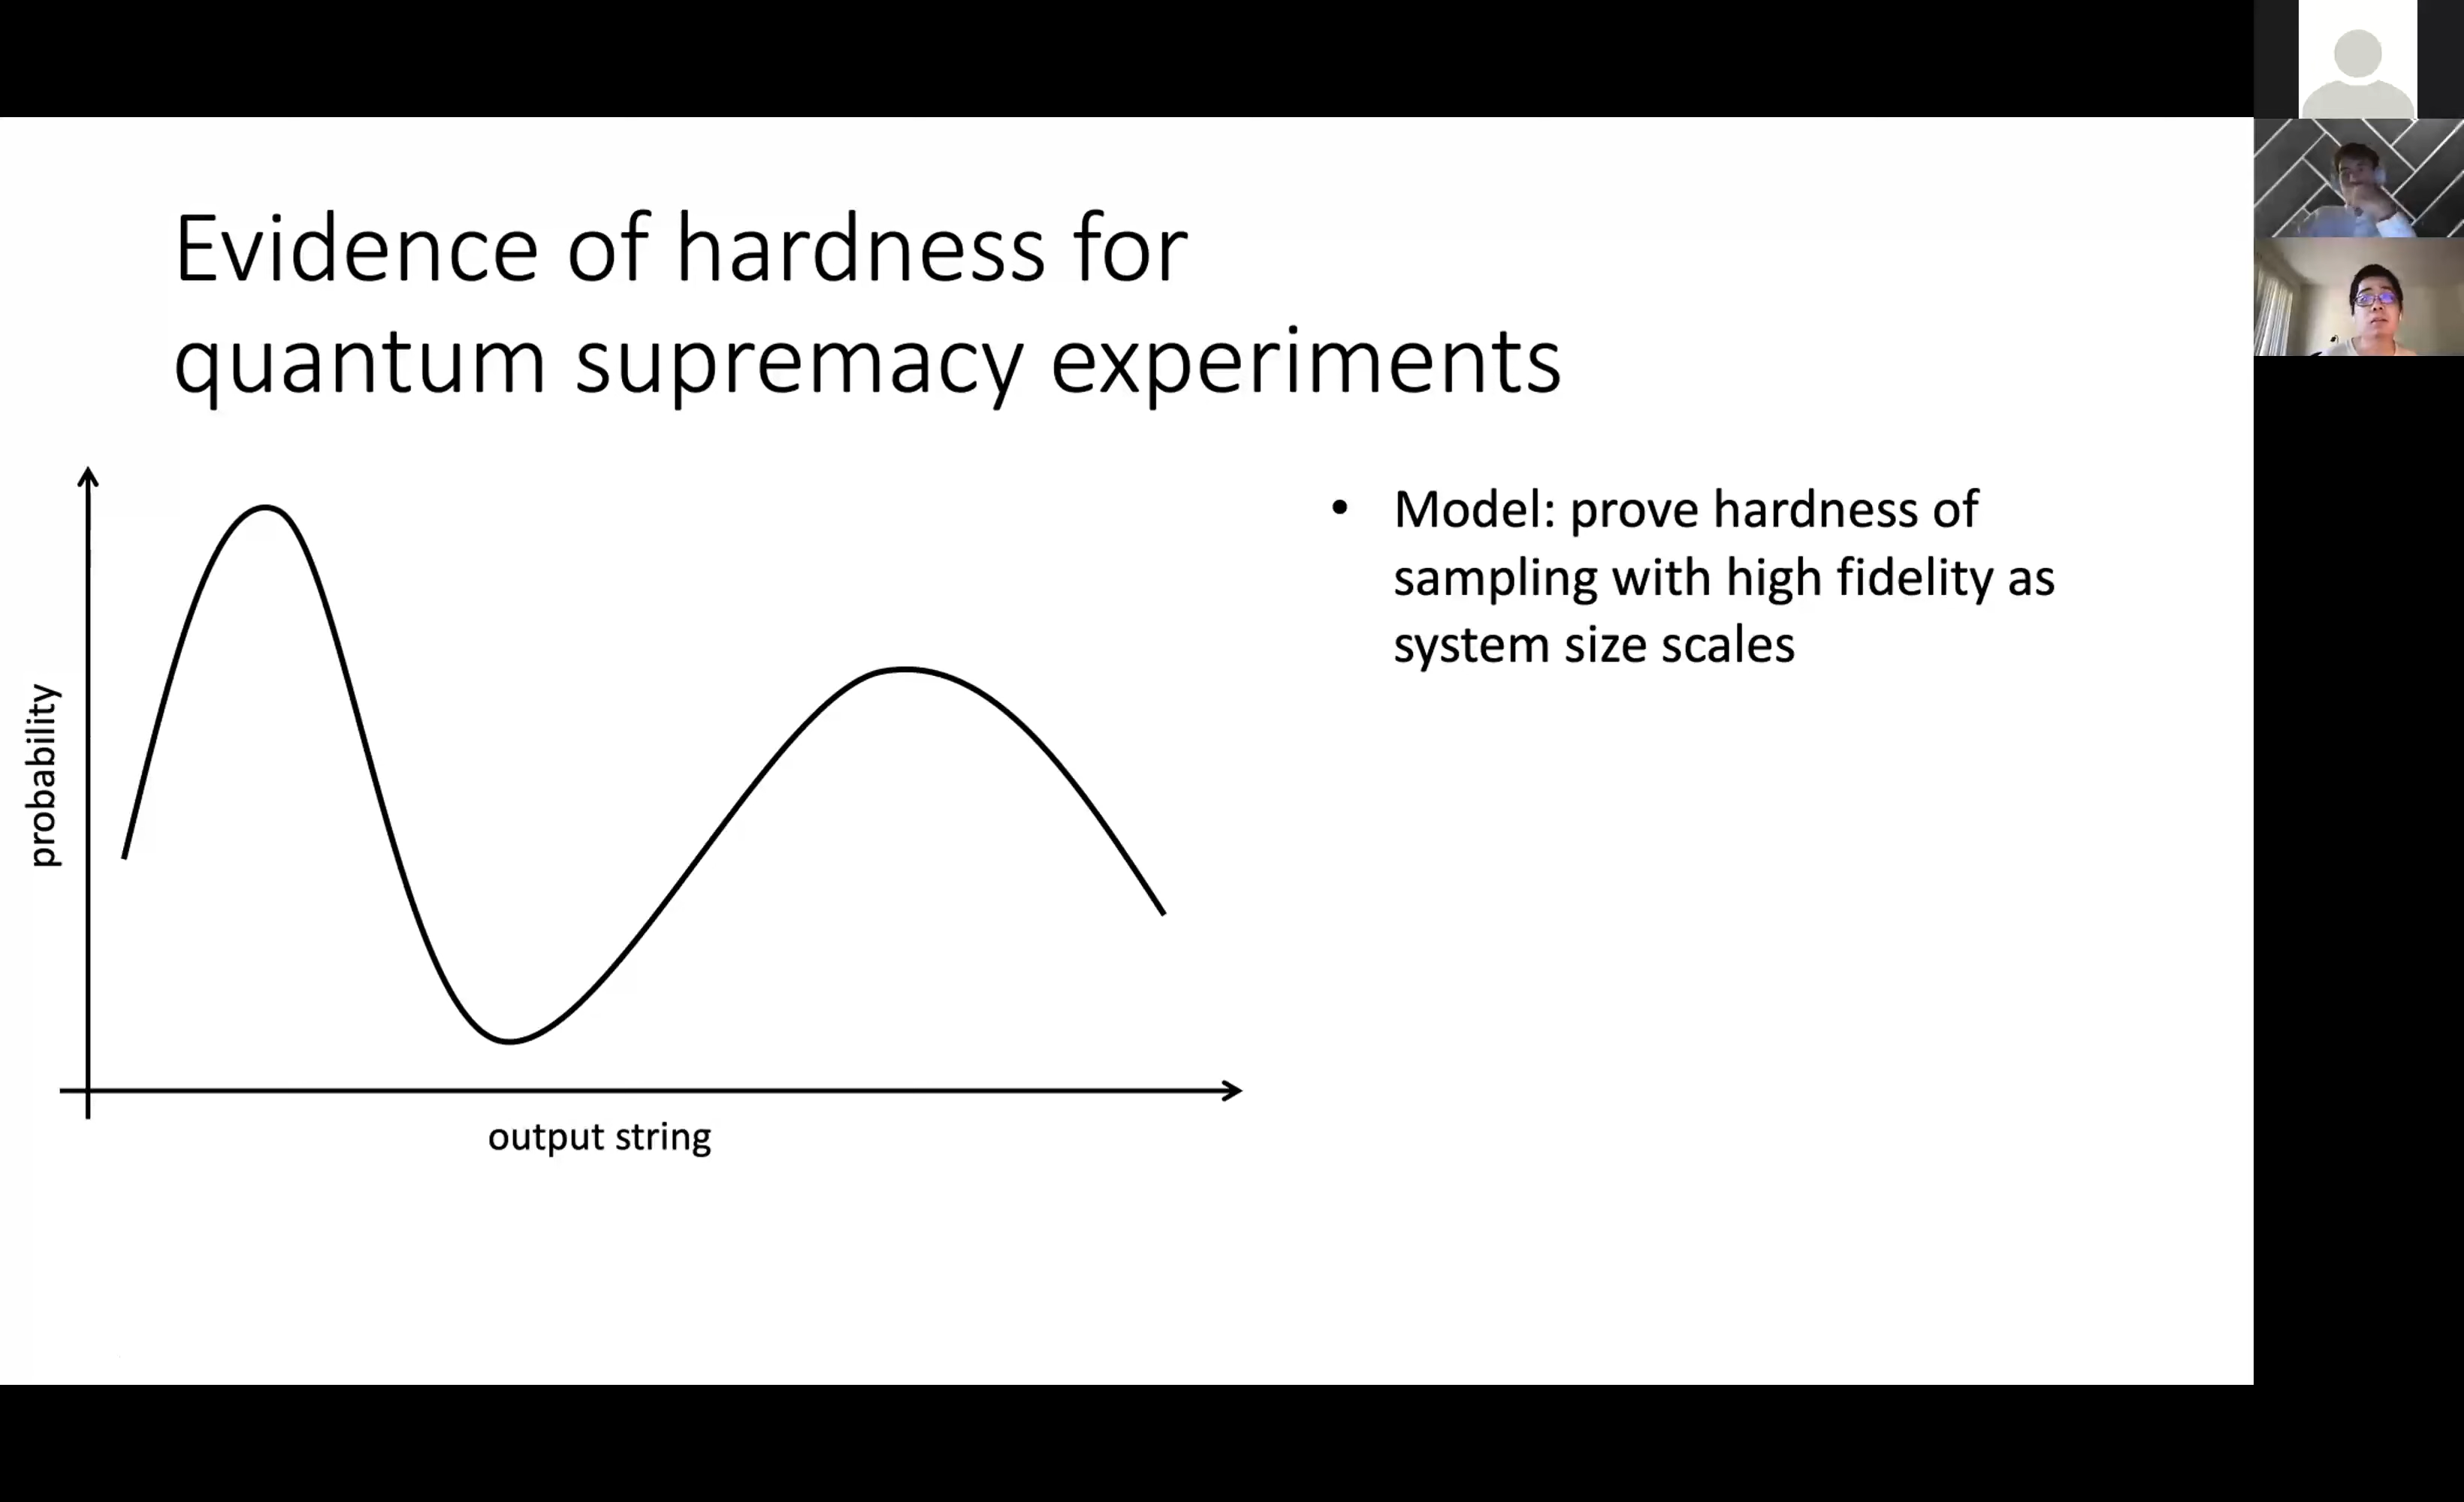 Evidence of hardness for
quantum supremacy experiments
probability
output string
• Model: prove hardness of
sampling with high fidelity as
system size scales